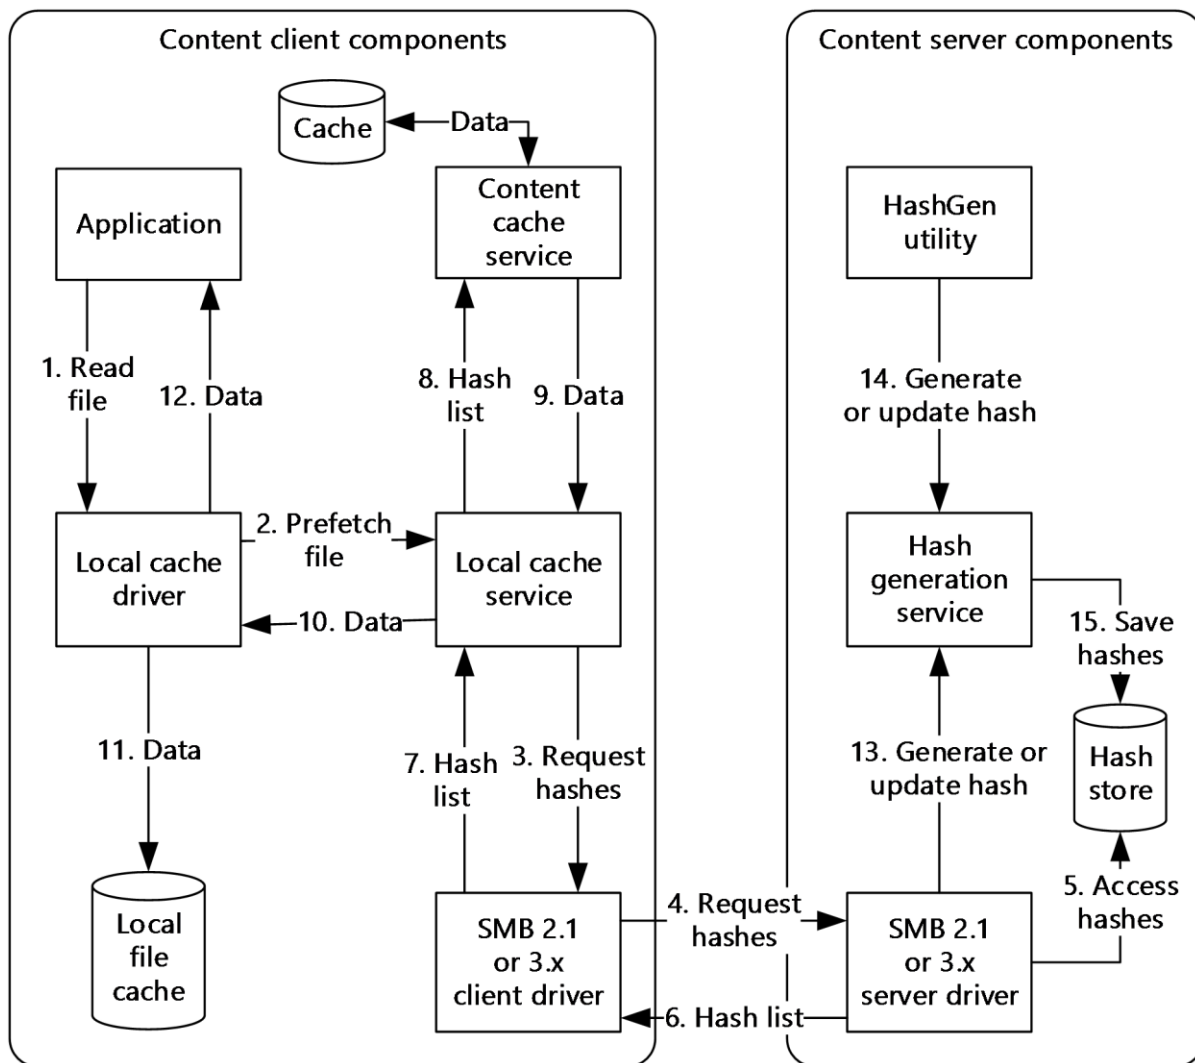 Content client components
Content server components
Cache
Data
Application
Content
cache
service
HashGen
utility
1. Read
file
12. Data
8. Hash
list
9. Data
14. Generate
or update hash
2. Prefetch
file
Local cache
driver
Local cache
service
Hash
generation
service
10. Data
15. Save
hashes
11. Data
7. Hash
list
3. Request
hashes
13. Generate or
update hash
Hash
store
Local
file
cache
SMB 2.1
or 3.x
client driver
4. Request
hashes
SMB 2.1
or 3.x
server driver
5. Access
hashes
6. Hash list